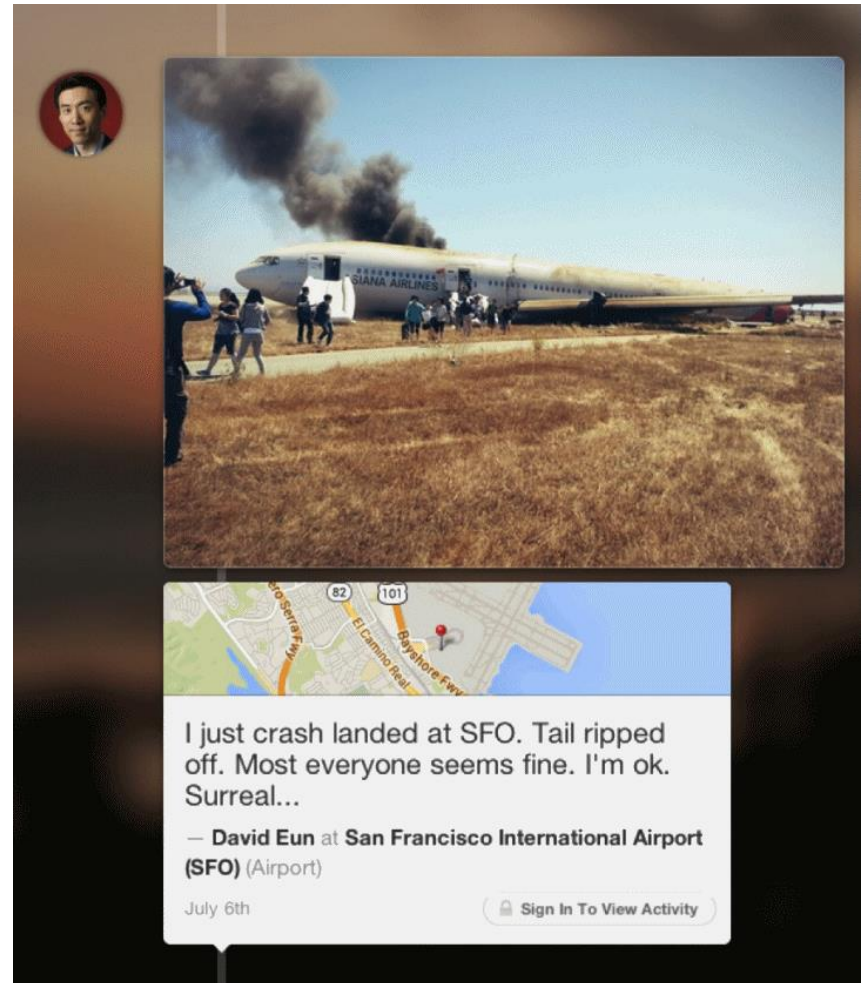 SIANA AIRLINES
82
101
ero Serra Fwy
El Camino Real
Bayshore Fwy
I just crash landed at SFO. Tail ripped
off. Most everyone seems fine. I'm ok.
Surreal...
— David Eun at San Francisco International Airport
(SFO) (Airport)
July 6th
Sign In To View Activity